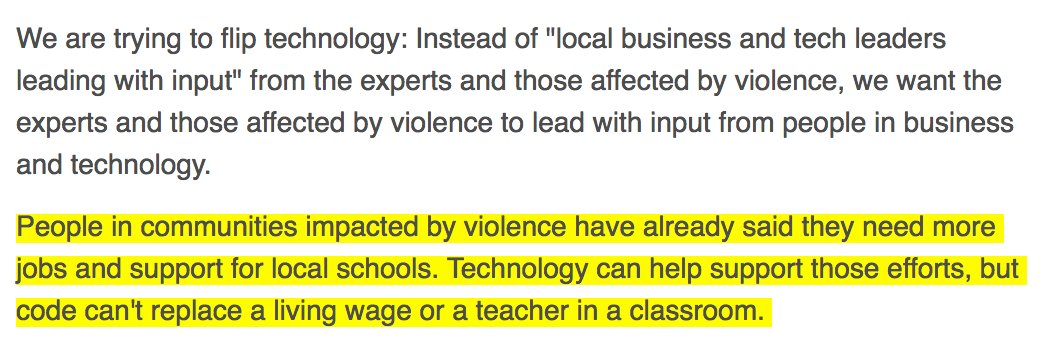 We are trying to flip technology: Instead of "local business and tech leaders
leading with input" from the experts and those affected by violence, we want the
experts and those affected by violence to lead with input from people in business
and technology.
People in communities impacted by violence have already said they need more
jobs and support for local schools. Technology can help support those efforts, but
code can't replace a living wage or a teacher in a classroom.